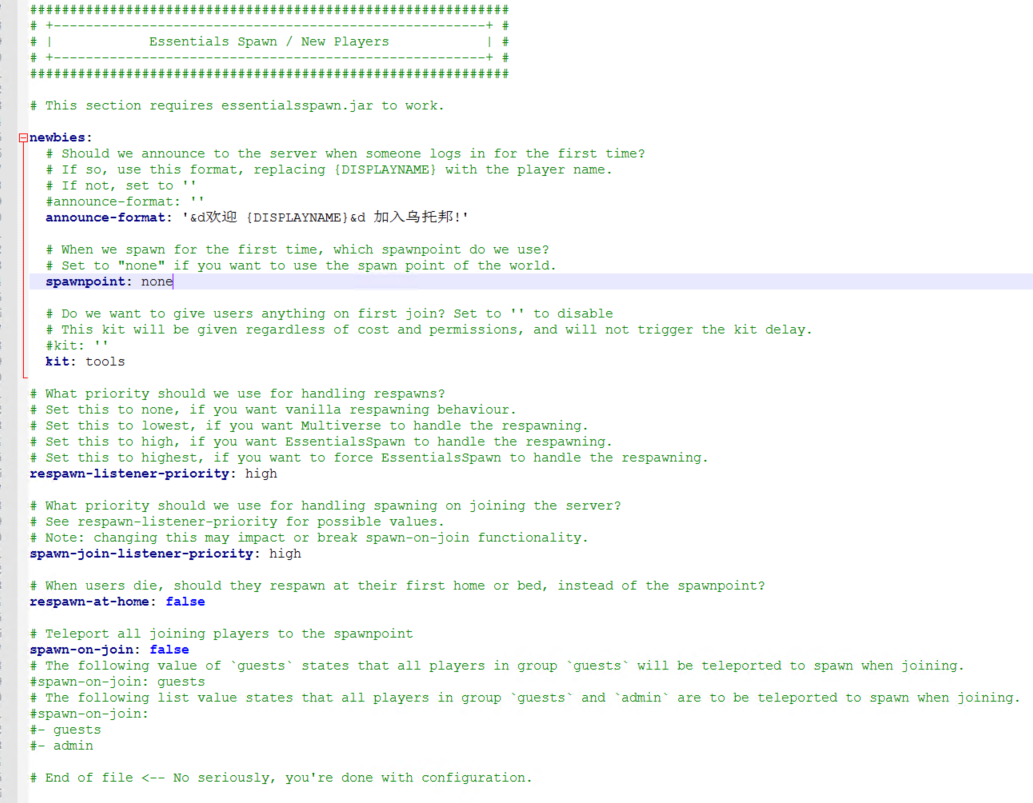 ############################################################
# +------------------------------------------------------+ #
# |            Essentials Spawn / New Players            | #
# +------------------------------------------------------+ #
############################################################
# This section requires essentialsspawn.jar to work.
newbies:
  # Should we announce to the server when someone logs in for the first time?
  # If so, use this format, replacing {DISPLAYNAME} with the player name.
  # If not, set to ''
  #announce-format: ''
  announce-format: '&d欢迎 {DISPLAYNAME}&d 加入乌托邦!'
  # When we spawn for the first time, which spawnpoint do we use?
  # Set to "none" if you want to use the spawn point of the world.
  spawnpoint: none
  # Do we want to give users anything on first join? Set to '' to disable
  # This kit will be given regardless of cost and permissions, and will not trigger the kit delay.
  #kit: ''
  kit: tools
# What priority should we use for handling respawns?
# Set this to none, if you want vanilla respawning behaviour.
# Set this to lowest, if you want Multiverse to handle the respawning.
# Set this to high, if you want EssentialsSpawn to handle the respawning.
# Set this to highest, if you want to force EssentialsSpawn to handle the respawning.
respawn-listener-priority: high
# What priority should we use for handling spawning on joining the server?
# See respawn-listener-priority for possible values.
# Note: changing this may impact or break spawn-on-join functionality.
spawn-join-listener-priority: high
# When users die, should they respawn at their first home or bed, instead of the spawnpoint?
respawn-at-home: false
# Teleport all joining players to the spawnpoint
spawn-on-join: false
# The following value of `guests` states that all players in group `guests` will be teleported to spawn when joining.
#spawn-on-join: guests
# The following list value states that all players in group `guests` and `admin` are to be teleported to spawn when joining.
#spawn-on-join:
#- guests
#- admin
# End of file <-- No seriously, you're done with configuration.